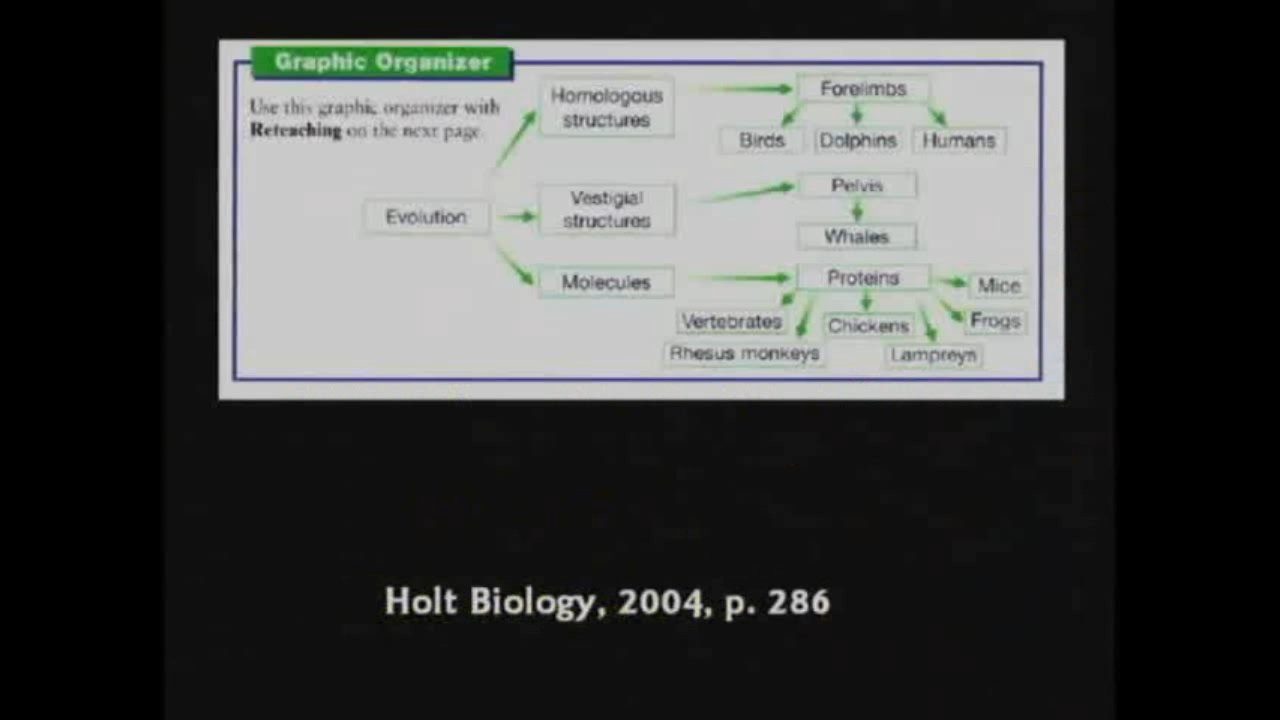 Graphic Organizer
Use this graphic organizer with
Reteaching on the next page.
Homologous
structures
Forelimbs
Birds
Dolphins
Humans
Evolution
Vestigial
structures
Pelvis
Whales
Molecules
Proteins
Mice
Vertebrates
Chickens
Frogs
Rhesus monkeys
Lampreys
Holt Biology, 2004, p. 286